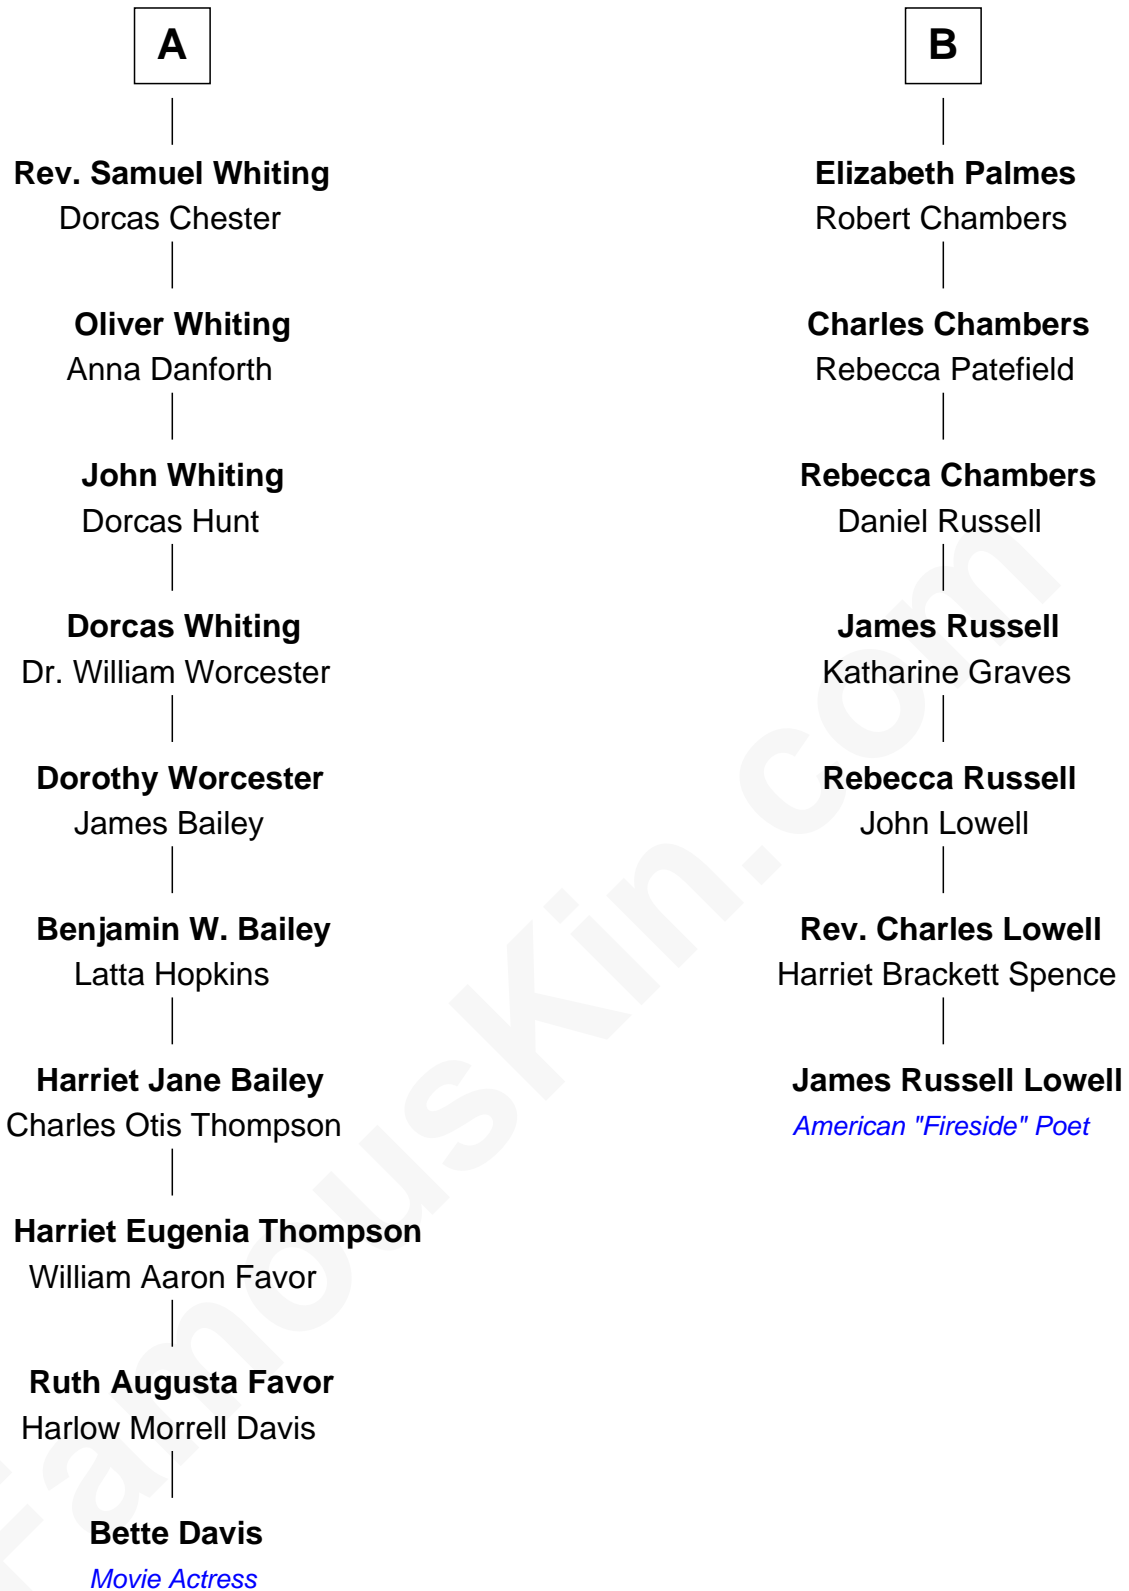 A
Rev. Samuel Whiting
Dorcas Chester
Oliver Whiting
Anna Danforth
John Whiting
Dorcas Hunt
Dorcas Whiting
Dr. William Worcester
Dorothy Worcester
James Bailey
Benjamin W. Bailey
Latta Hopkins
Harriet Jane Bailey
Charles Otis Thompson
Harriet Eugenia Thompson
William Aaron Favor
Ruth Augusta Favor
Harlow Morrell Davis
Bette Davis
Movie Actress
B
Elizabeth Palmes
Robert Chambers
Charles Chambers
Rebecca Patefield
Rebecca Chambers
Daniel Russell
James Russell
Katharine Graves
Rebecca Russell
John Lowell
Rev. Charles Lowell
Harriet Brackett Spence
James Russell Lowell
American "Fireside" Poet
FamousKin.com